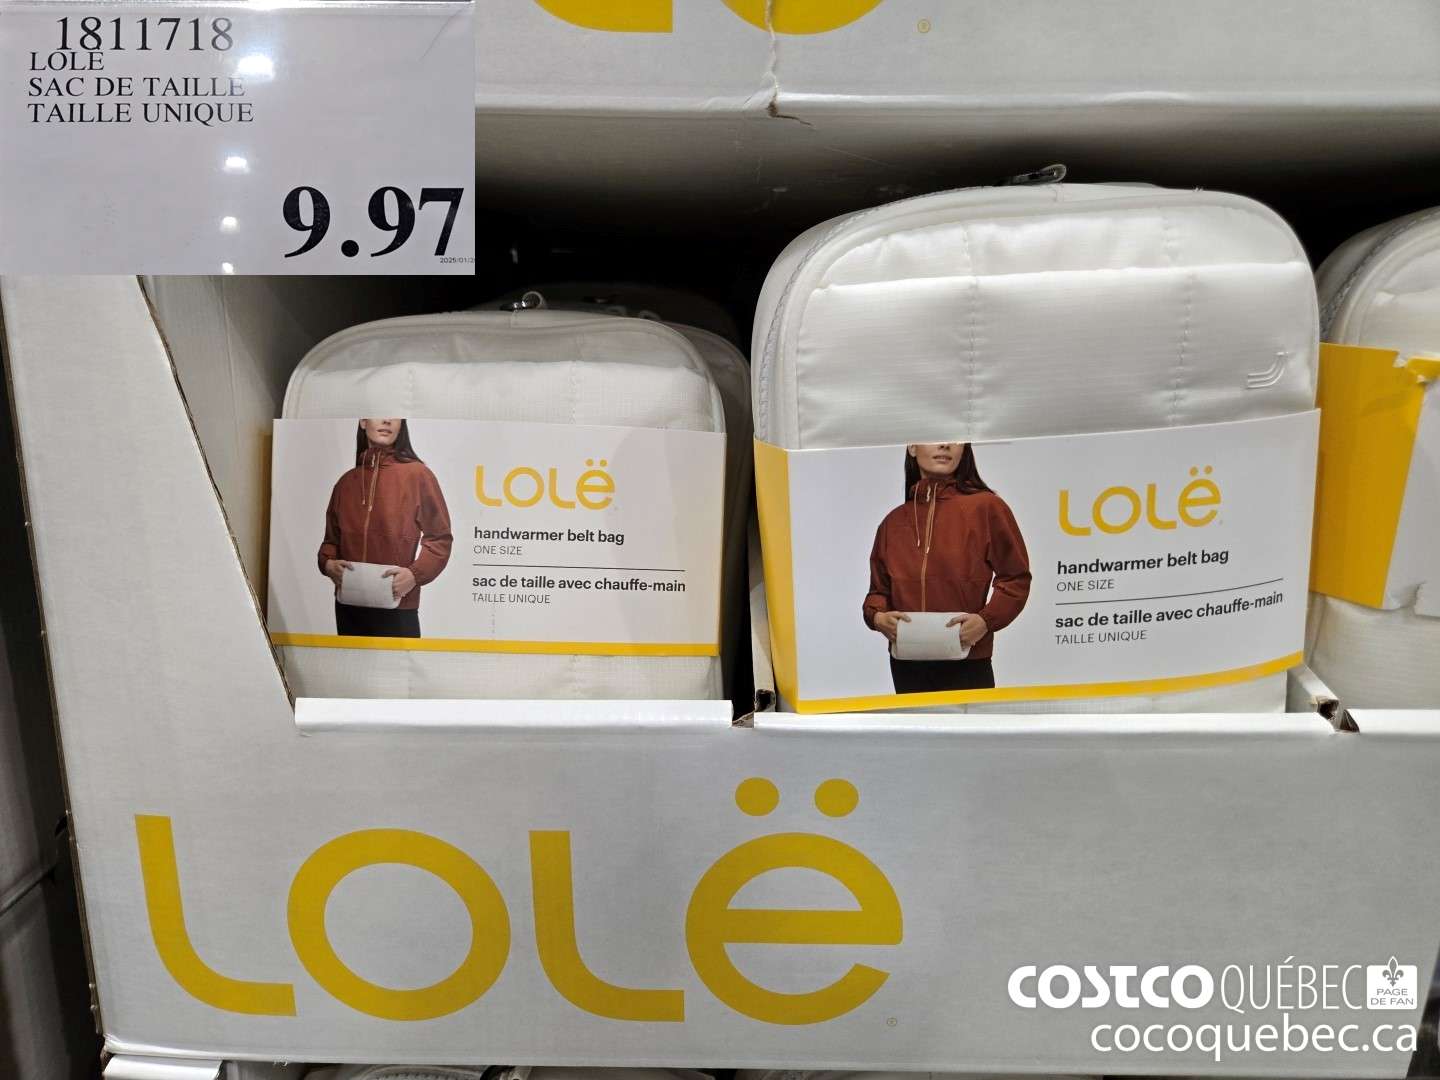 1811718
LOLË
SAC DE TAILLE
TAILLE UNIQUE
9.97
LOLË
handwarmer belt bag
ONE SIZE
sac de taille avec chauffe-main
TAILLE UNIQUE
LOLË
handwarmer belt bag
ONE SIZE
sac de taille avec chauffe-main
TAILLE UNIQUE
LOLË
COSTCO QUÉBEC
PAGE
DE FAN
cocoquebec.ca